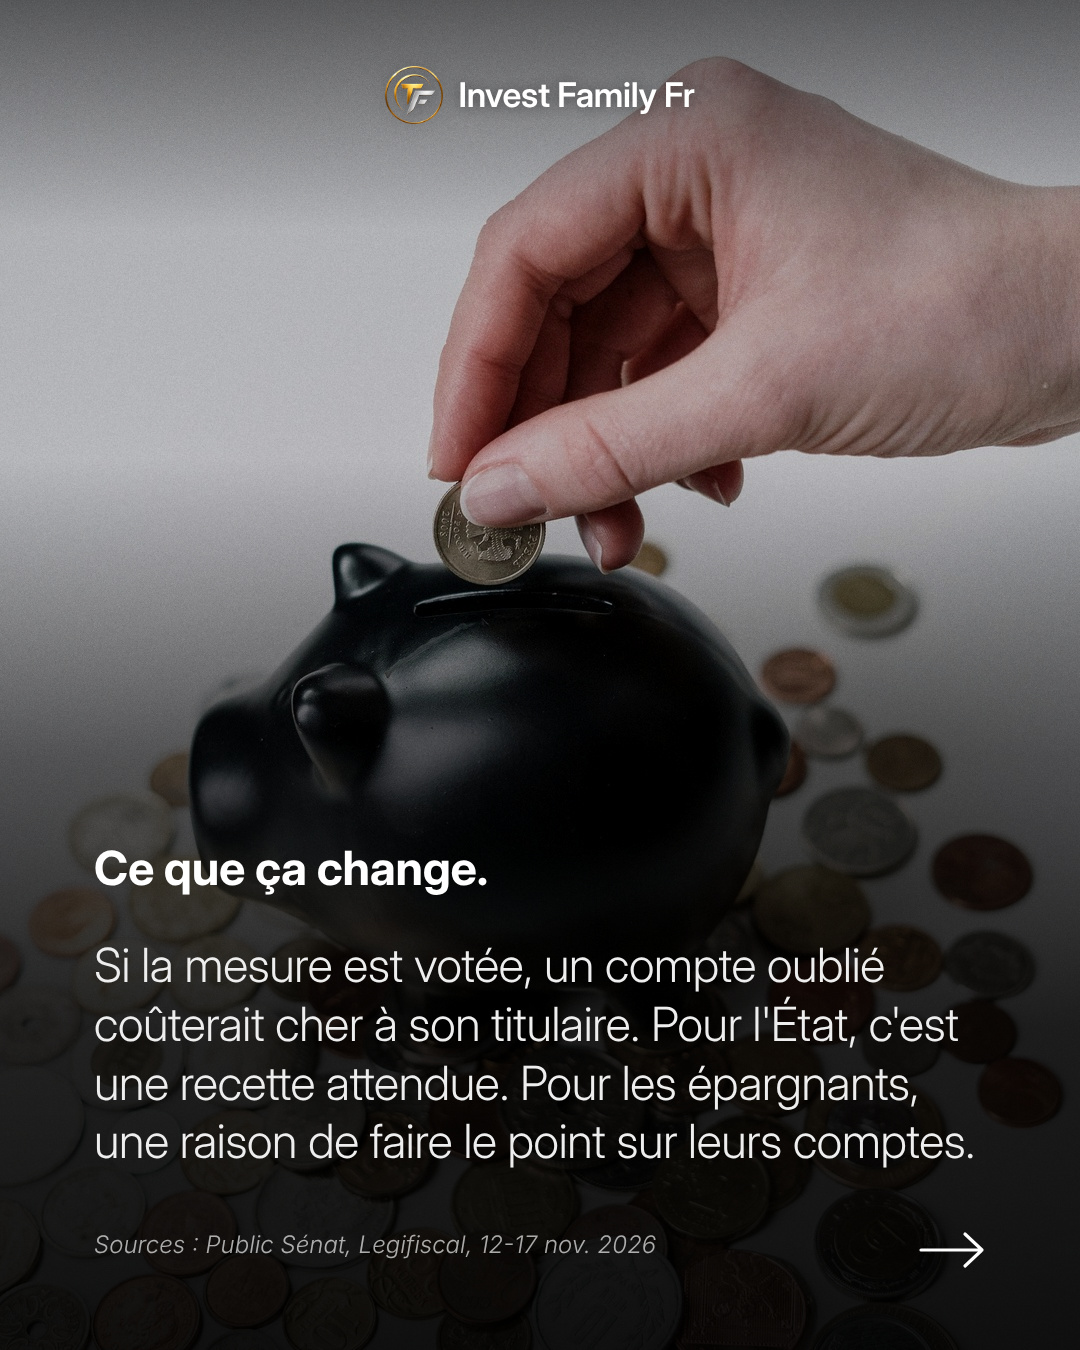 Invest Family Fr
Ce que ça change.
Si la mesure est votée, un compte oublié
coûterait cher à son titulaire. Pour l'État, c'est
une recette attendue. Pour les épargnants,
une raison de faire le point sur leurs comptes.
Sources : Public Sénat, Legifiscal, 12-17 nov. 2026